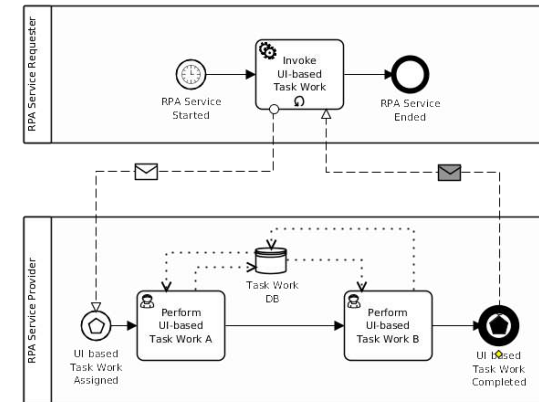 RPA Service Requester
Invoke
UI-based
Task Work
RPA Service
Started
RPA Service
Ended
RPA Service Provider
Task Work
DB
Perform
UI-based
Task Work A
Perform
UI-based
Task Work B
UI based
Task Work
Assigned
UI based
Task Work
Completed